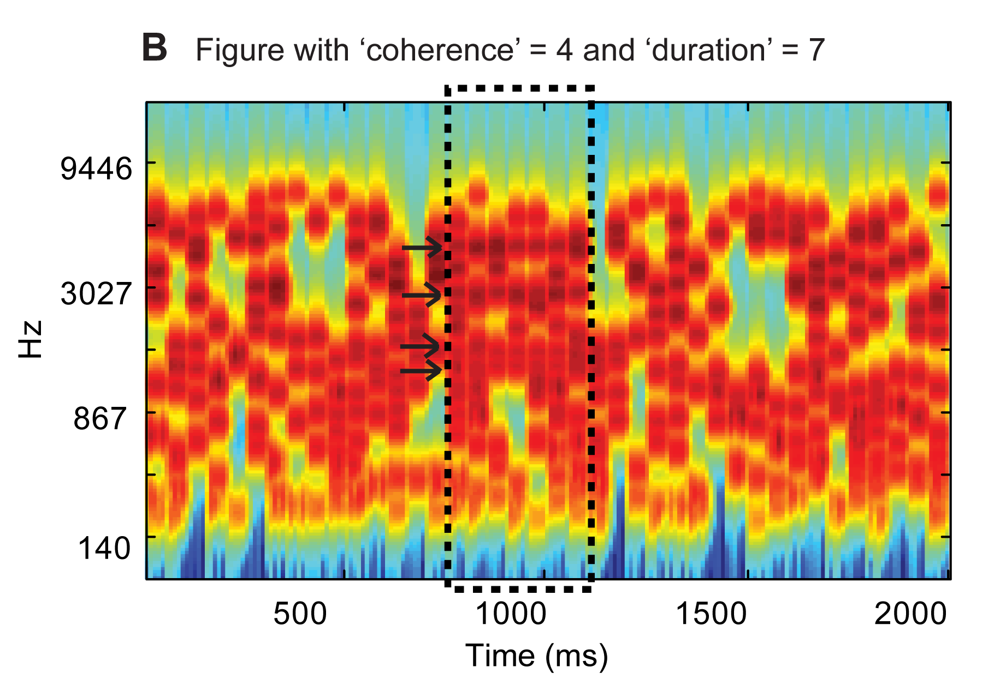 B Figure with ‘coherence’ = 4 and ‘duration’ = 7
9446
3027
867
140
Hz
500 1000 1500 2000
Time (ms)